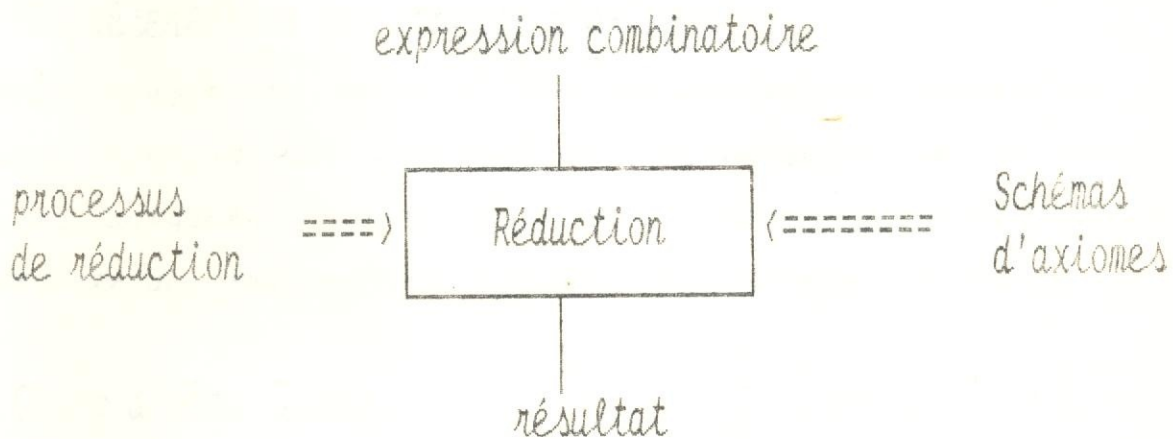 expression combinatoire
processus
de réduction
====>
Réduction
<========
Schémas
d'axiomes
résultat